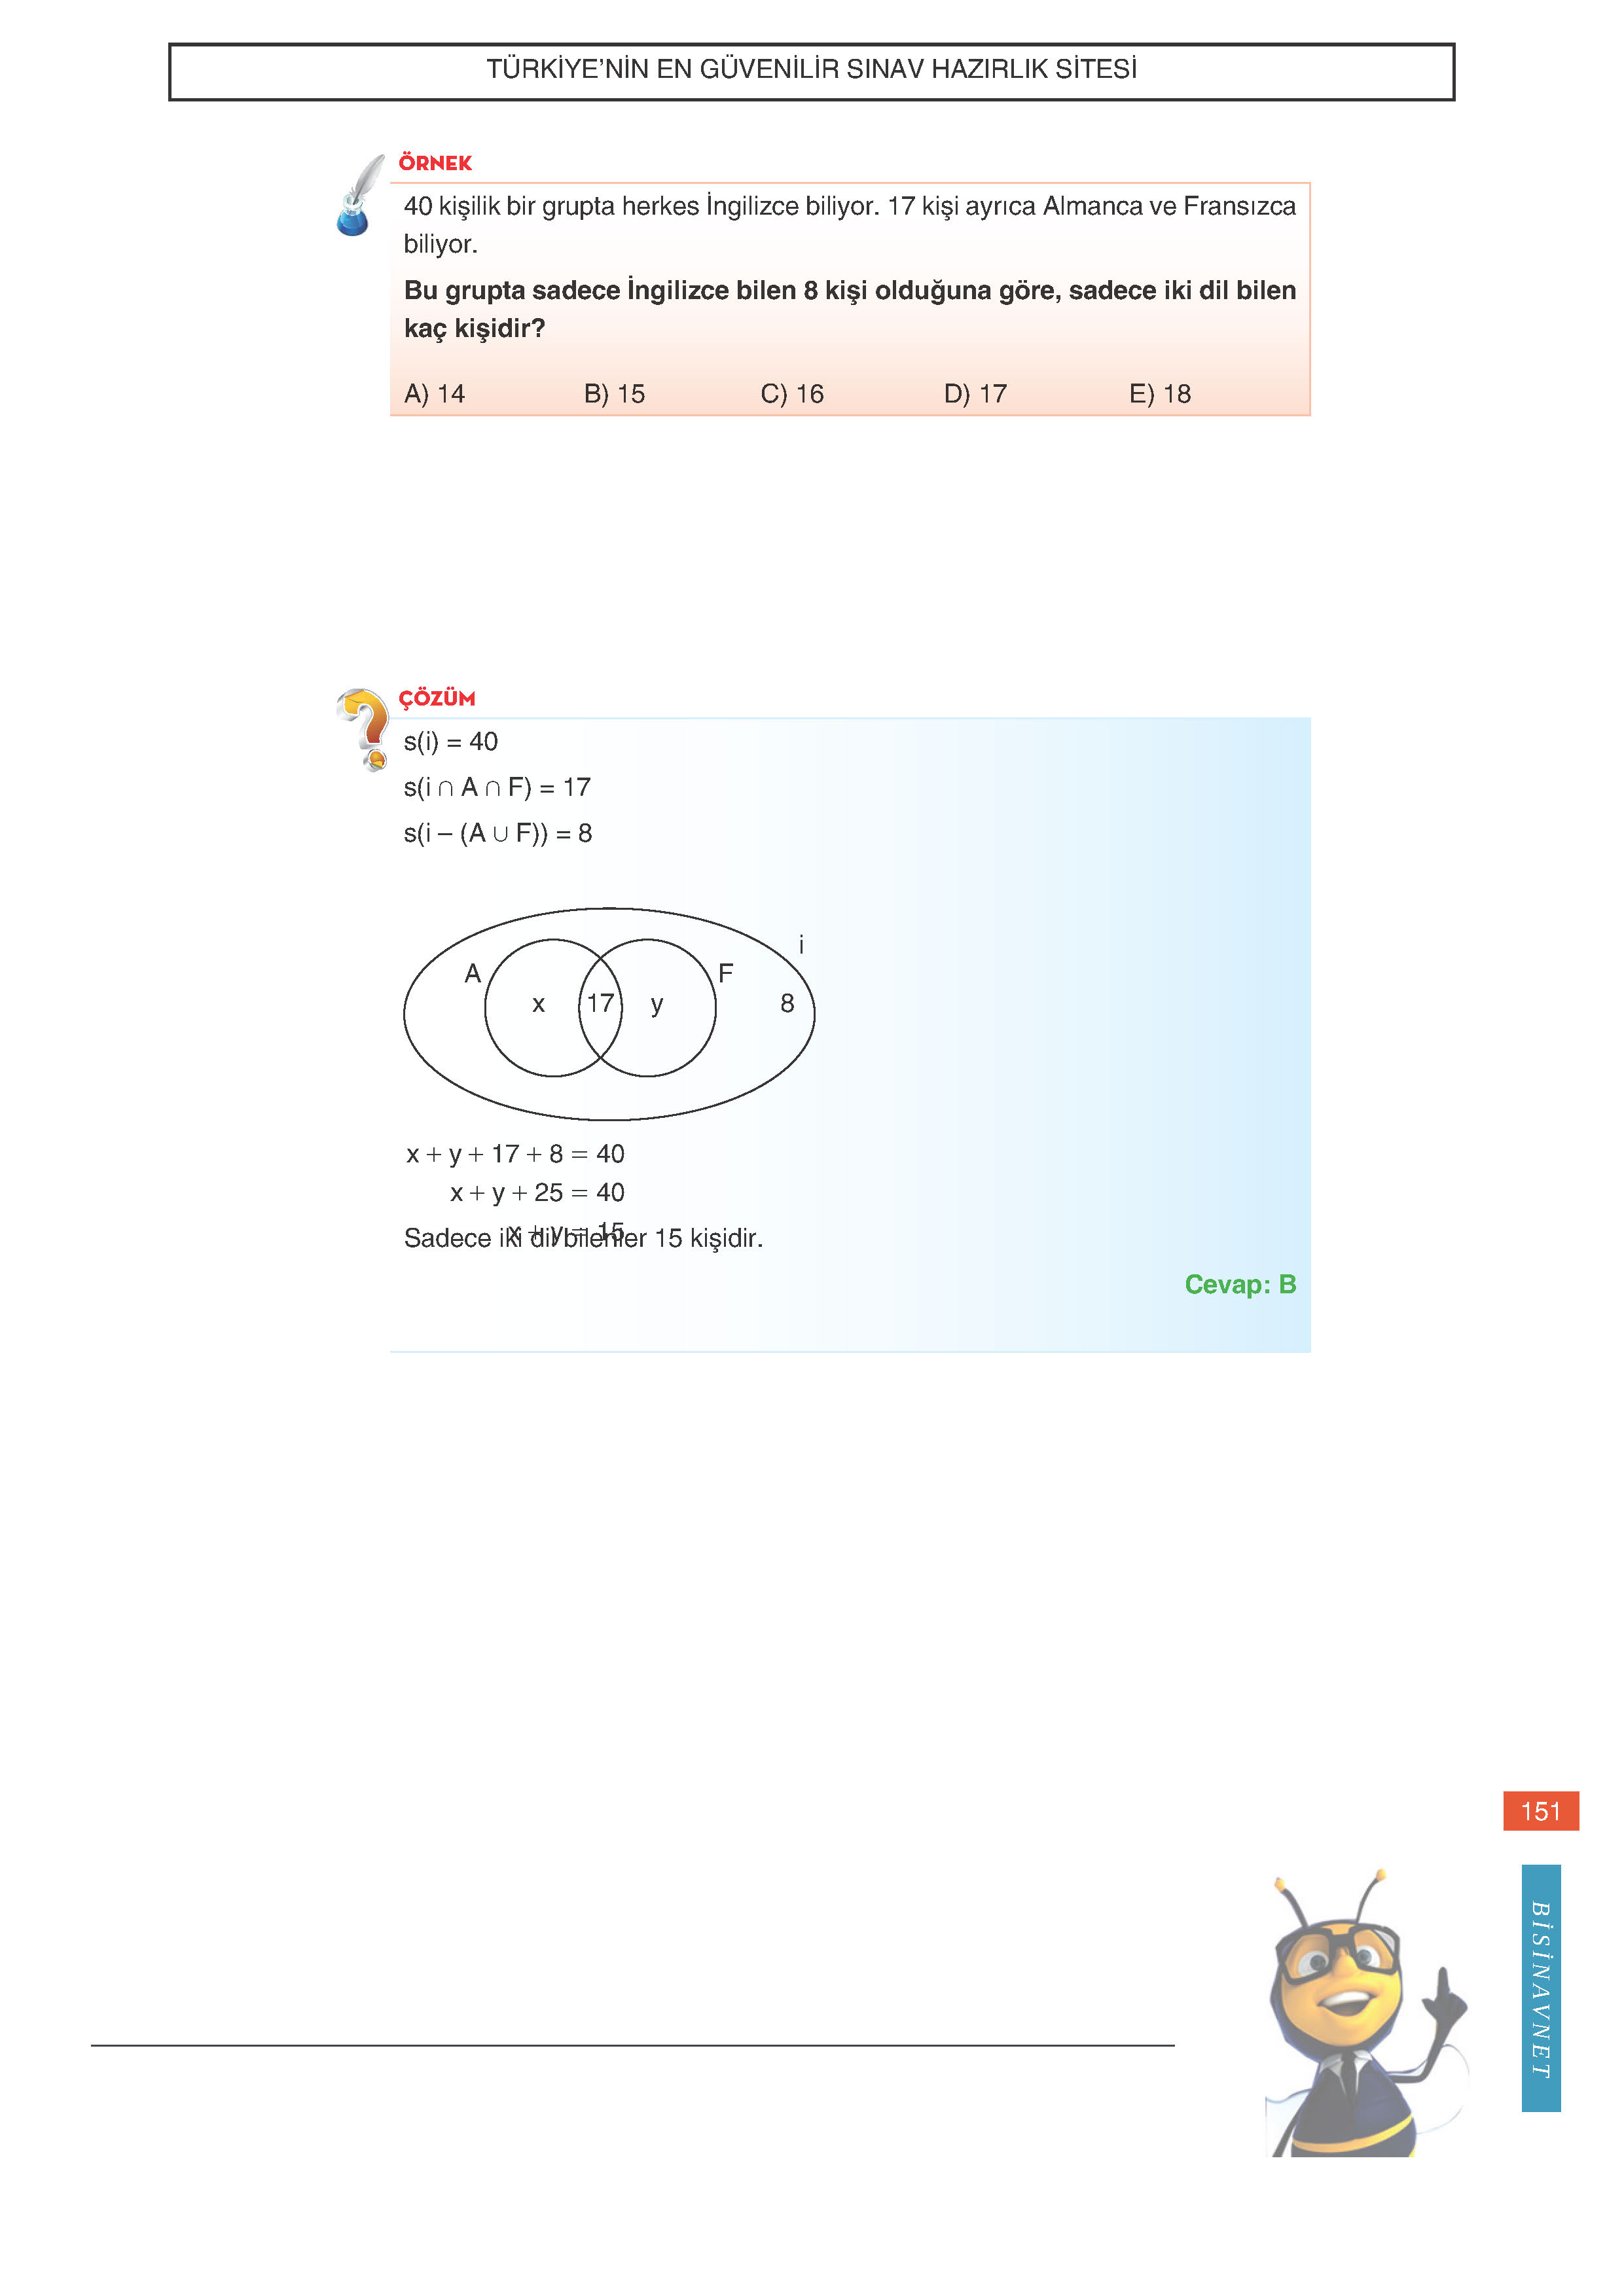 TÜRKİYE'NİN EN GÜVENİLİR SINAV HAZIRLIK SİTESİ
ÖRNEK
40 kişilik bir grupta herkes İngilizce biliyor. 17 kişi ayrıca Almanca ve Fransızca
biliyor.
Bu grupta sadece İngilizce bilen 8 kişi olduğuna göre, sadece iki dil bilen
kaç kişidir?
A) 14 B) 15 C) 16 D) 17 E) 18
ÇÖZÜM
s(i) = 40
s(i ∩ A ∩ F) = 17
s(i – (A ∪ F)) = 8
i
A F
x 17 y 8
x + y + 17 + 8 = 40
x + y + 25 = 40
x + y = 15
Sadece iki dil bilenler 15 kişidir.
Cevap: B
151
BİSİNAVNET